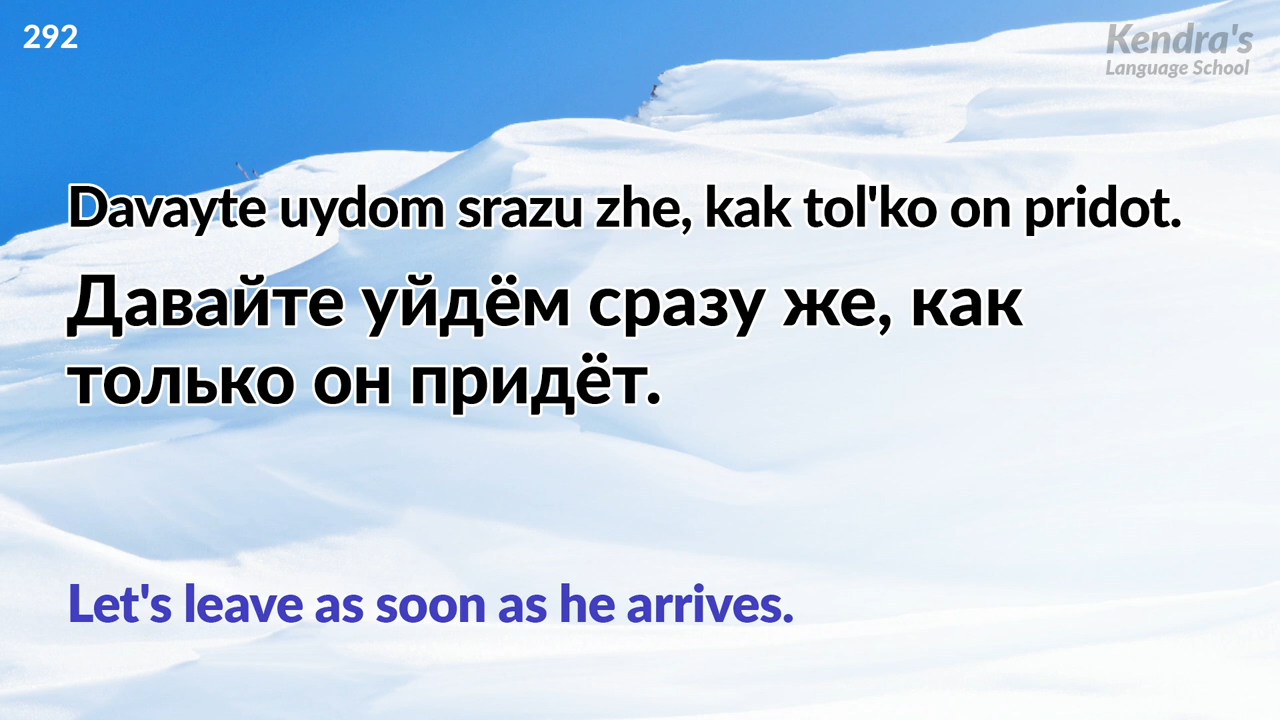 292
Kendra's
Language School
Davayte uydom srazu zhe, kak tol'ko on pridot.
Давайте уйдём сразу же, как
только он придёт.
Let's leave as soon as he arrives.